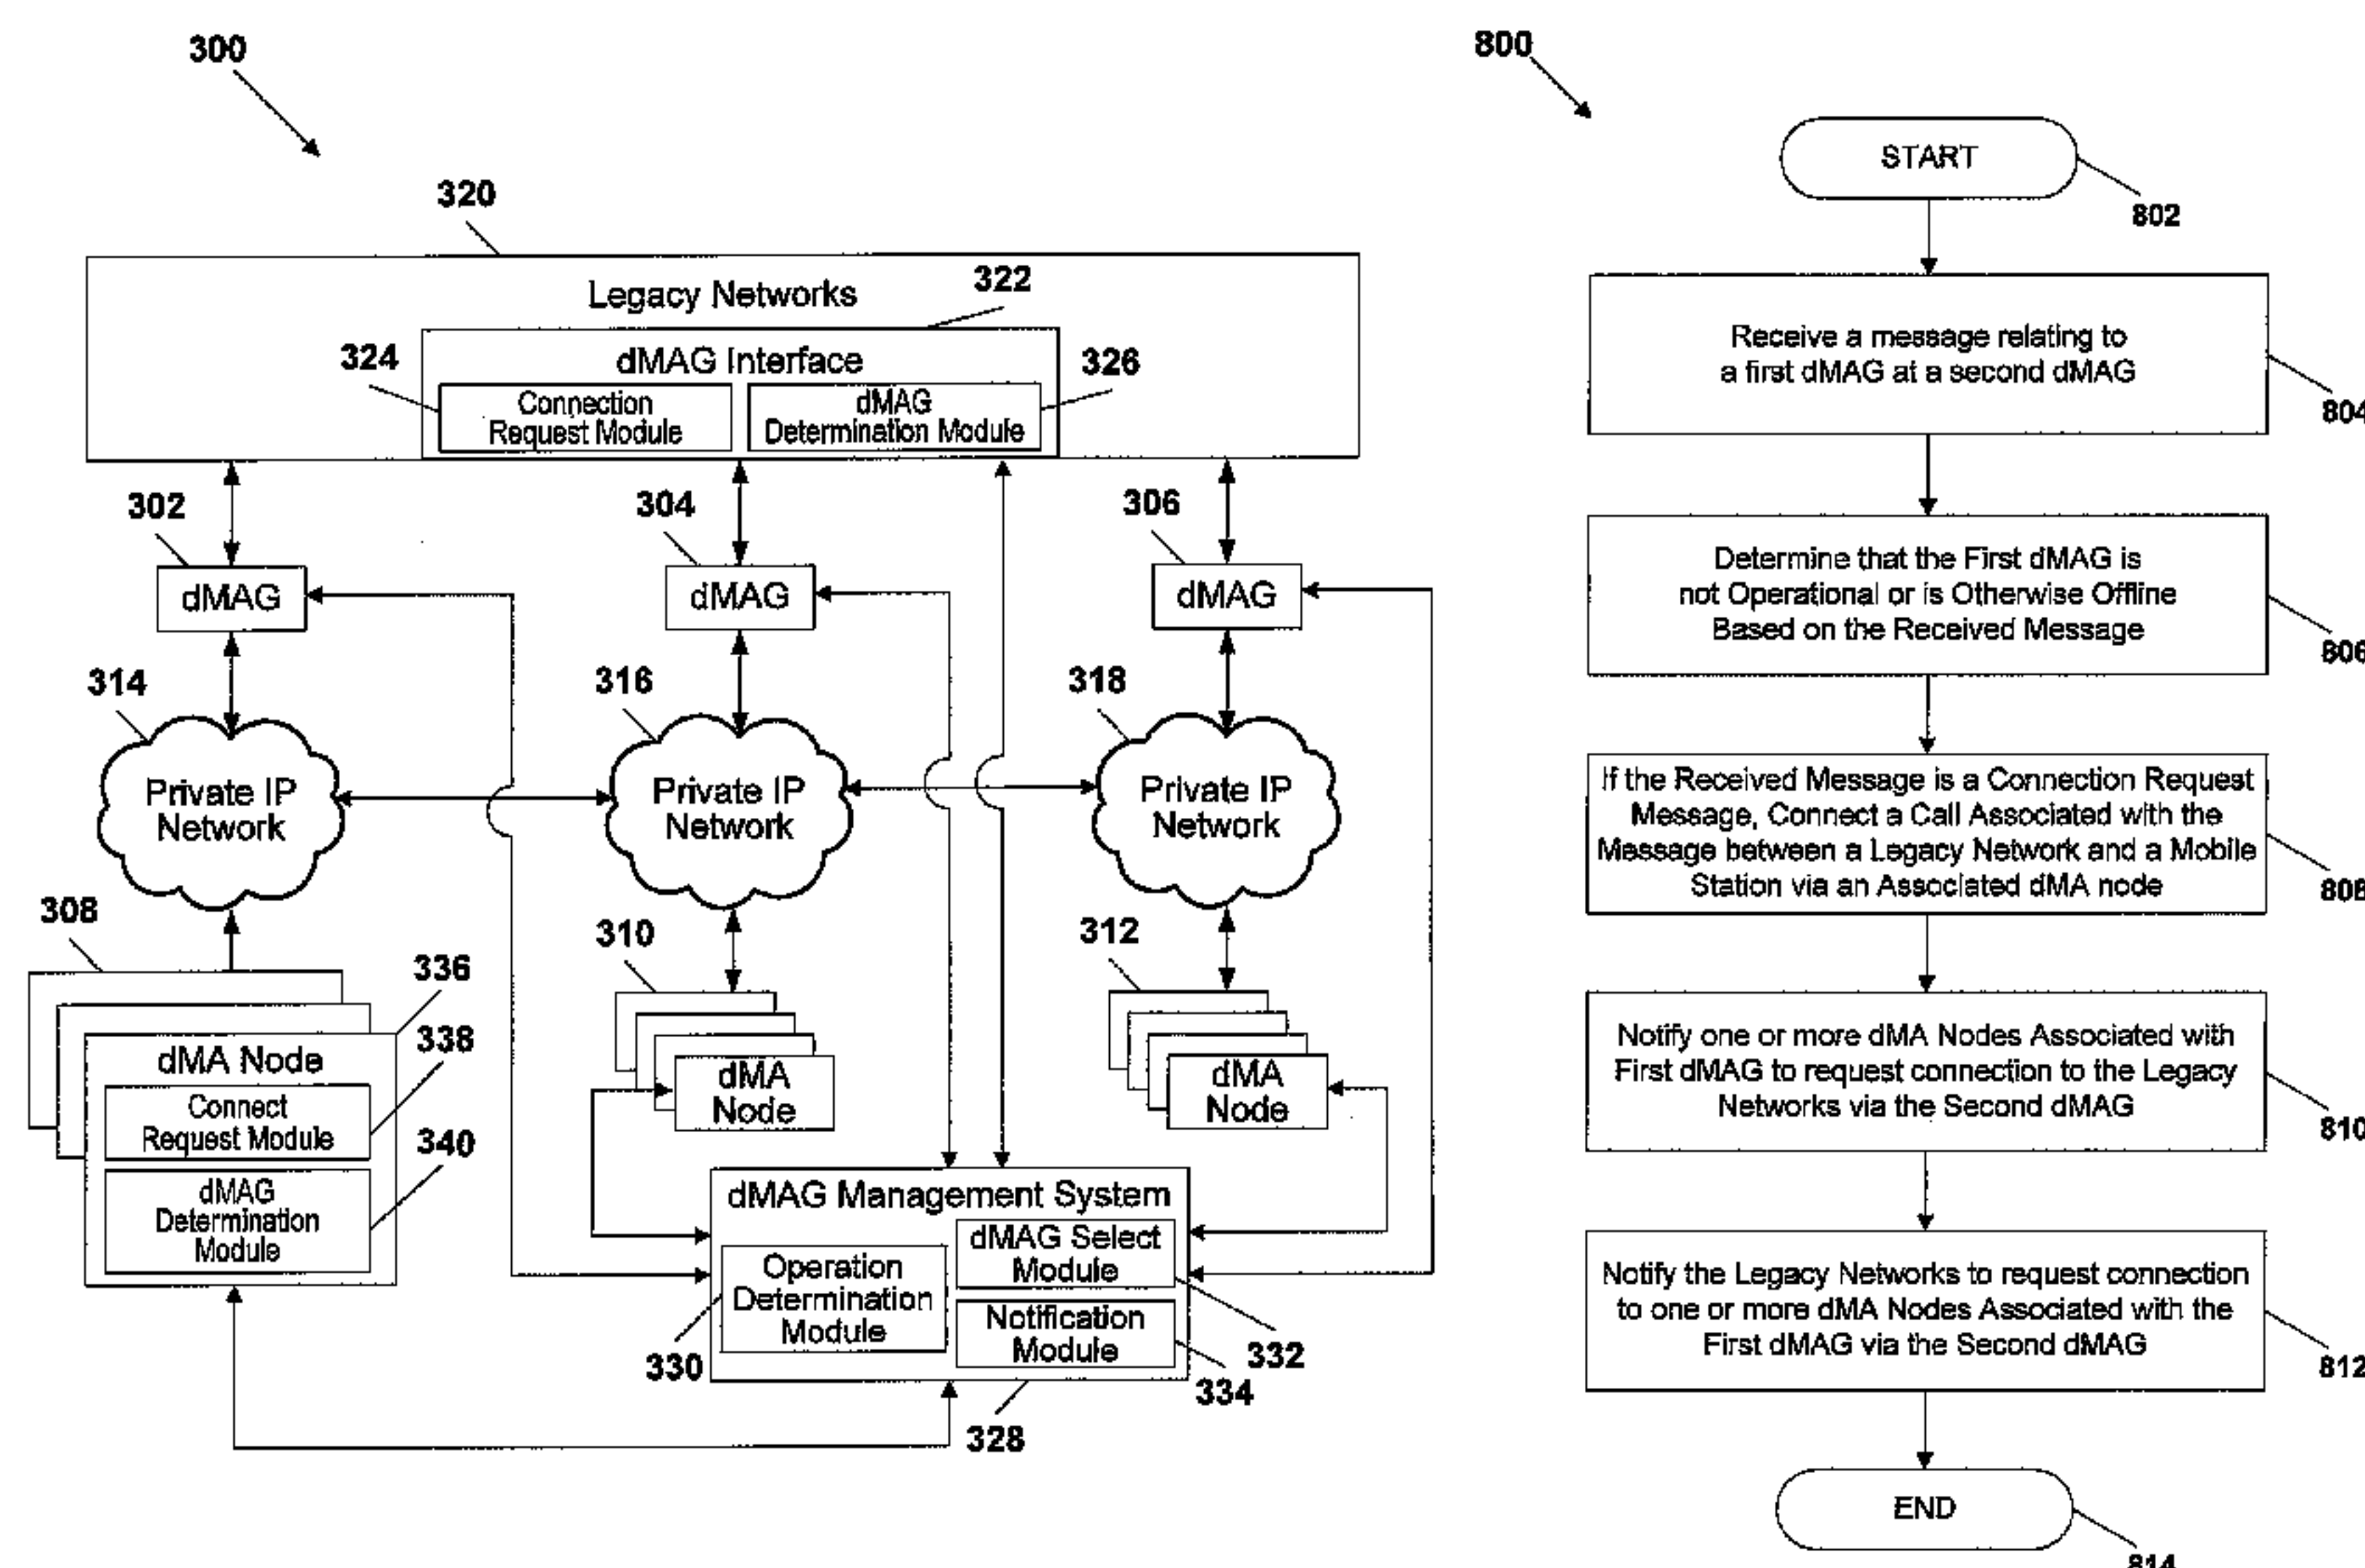 300
320
Legacy Networks
322
324
dMAG Interface
326
Connection
Request Module
dMAG
Determination Module
302
304
306
dMAG
dMAG
dMAG
314
316
318
Private IP
Network
Private IP
Network
Private IP
Network
308
310
312
336
338
340
dMA Node
Connect
Request Module
dMAG
Determination
Module
dMA
Node
dMA
Node
dMAG Management System
Operation
Determination
Module
dMAG Select
Module
Notification
Module
330
332
334
328
800
START
802
Receive a message relating to
a first dMAG at a second dMAG
804
Determine that the First dMAG is
not Operational or is Otherwise Offline
Based on the Received Message
806
If the Received Message is a Connection Request
Message, Connect a Call Associated with the
Message between a Legacy Network and a Mobile
Station via an Associated dMA node
808
Notify one or more dMA Nodes Associated with
First dMAG to request connection to the Legacy
Networks via the Second dMAG
810
Notify the Legacy Networks to request connection
to one or more dMA Nodes Associated with the
First dMAG via the Second dMAG
812
END
814